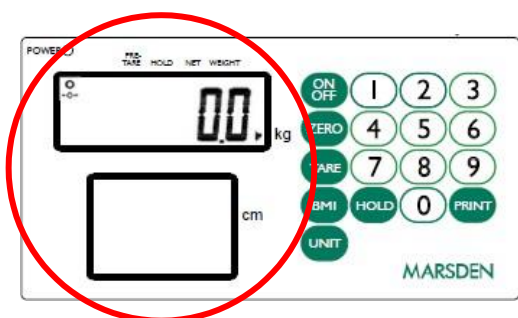 POWER
PRE-TARE HOLD NET WEIGHT
O
→0←
0.0 kg
cm
ON OFF 1 2 3
ZERO 4 5 6
TARE 7 8 9
BMI HOLD 0 PRINT
UNIT
MARSDEN